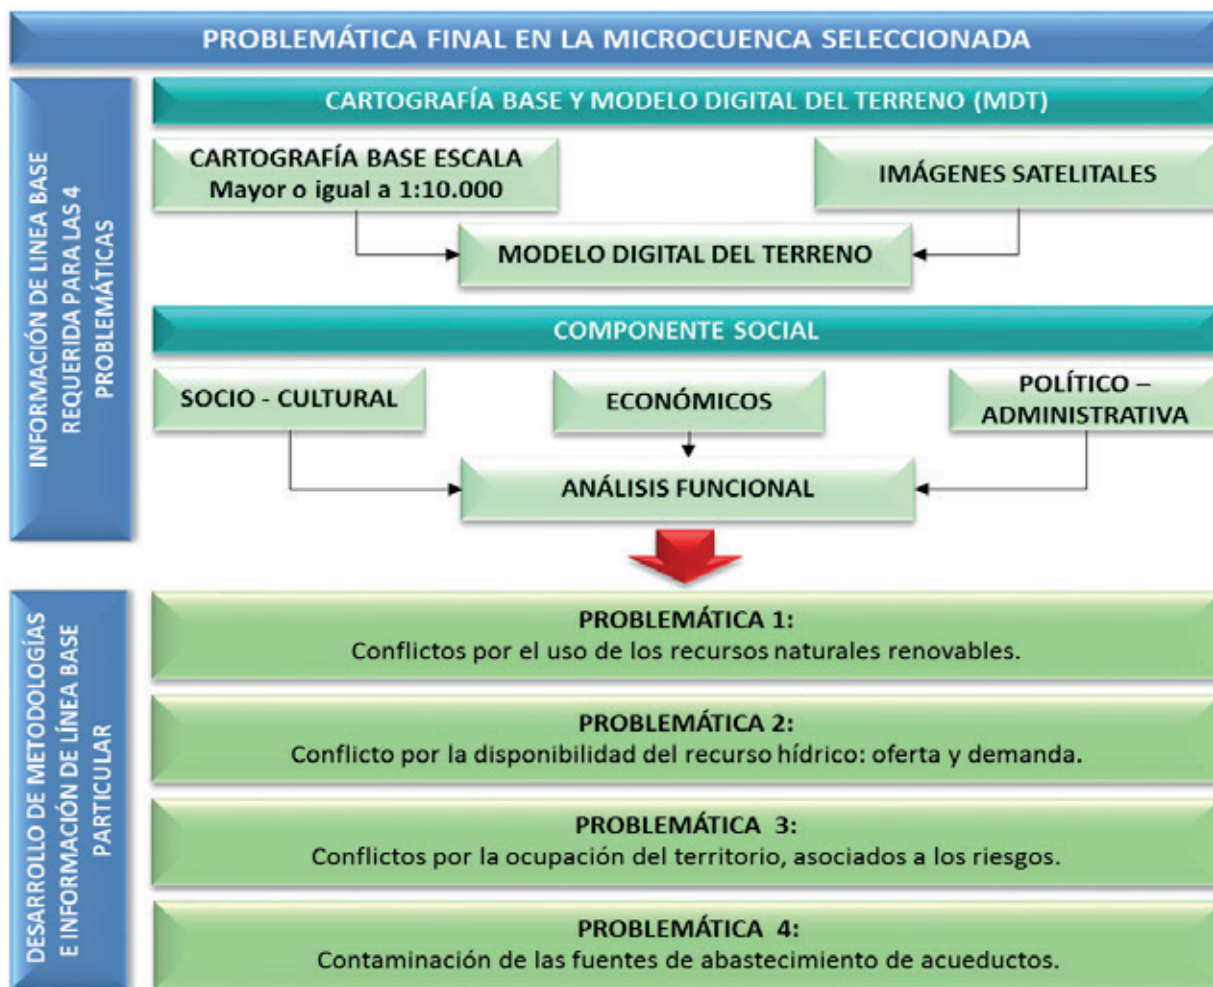 PROBLEMÁTICA FINAL EN LA MICROCUENCA SELECCIONADA
INFORMACIÓN DE LINEA BASE
REQUERIDA PARA LAS 4
PROBLEMÁTICAS
CARTOGRAFÍA BASE Y MODELO DIGITAL DEL TERRENO (MDT)
CARTOGRAFÍA BASE ESCALA
Mayor o igual a 1:10.000
IMÁGENES SATELITALES
MODELO DIGITAL DEL TERRENO
COMPONENTE SOCIAL
SOCIO - CULTURAL
ECONÓMICOS
POLÍTICO –
ADMINISTRATIVA
ANÁLISIS FUNCIONAL
DESARROLLO DE METODOLOGÍAS
E INFORMACIÓN DE LÍNEA BASE
PARTICULAR
PROBLEMÁTICA 1:
Conflictos por el uso de los recursos naturales renovables.
PROBLEMÁTICA 2:
Conflicto por la disponibilidad del recurso hídrico: oferta y demanda.
PROBLEMÁTICA 3:
Conflictos por la ocupación del territorio, asociados a los riesgos.
PROBLEMÁTICA 4:
Contaminación de las fuentes de abastecimiento de acueductos.